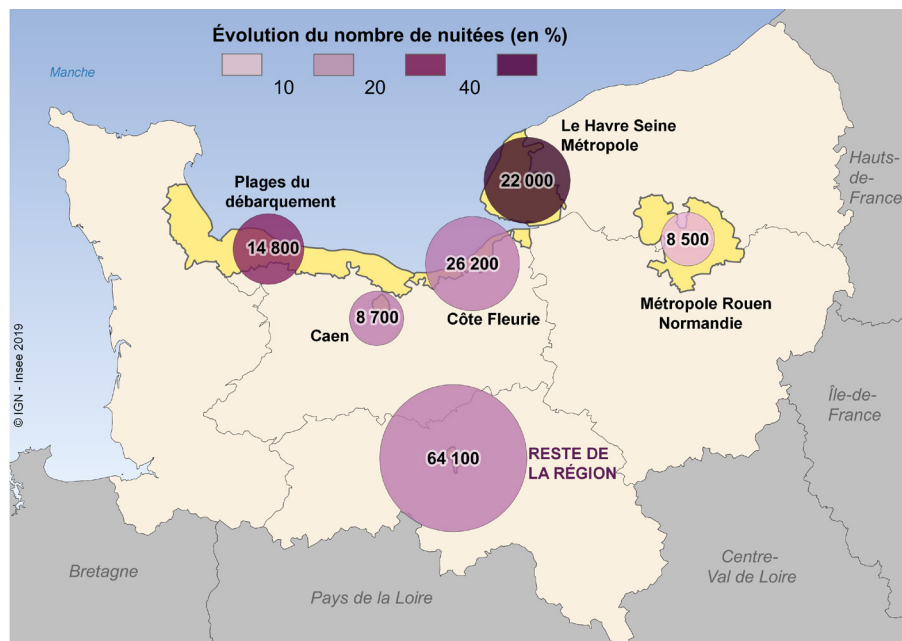 Évolution du nombre de nuitées (en %)
10 20 40
Manche
Le Havre Seine
Métropole
22 000
Hauts-
de-
France
Plages du
débarquement
14 800
8 500
26 200
Métropole Rouen
Normandie
8 700
Côte Fleurie
Caen
© IGN - Insee 2019
Île-de-
France
64 100
RESTE DE
LA RÉGION
Bretagne
Pays de la Loire
Centre-
Val de Loire